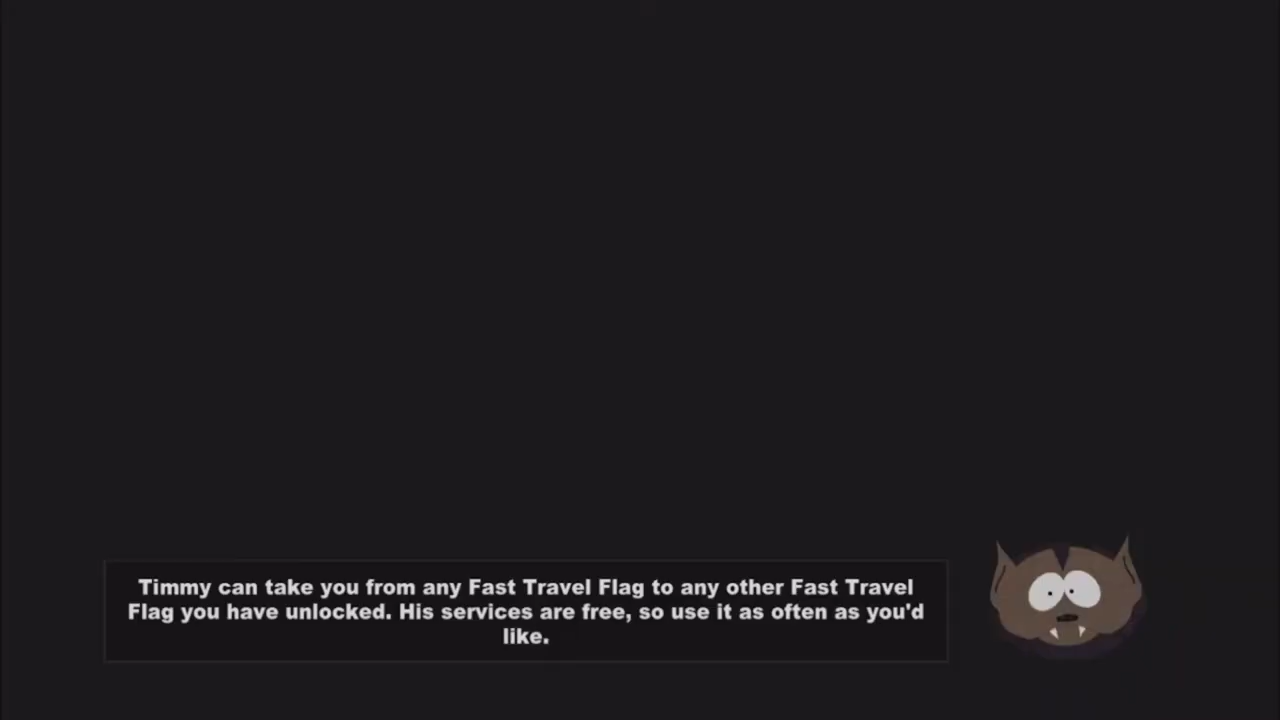 Timmy can take you from any Fast Travel Flag to any other Fast Travel
Flag you have unlocked. His services are free, so use it as often as you'd
like.